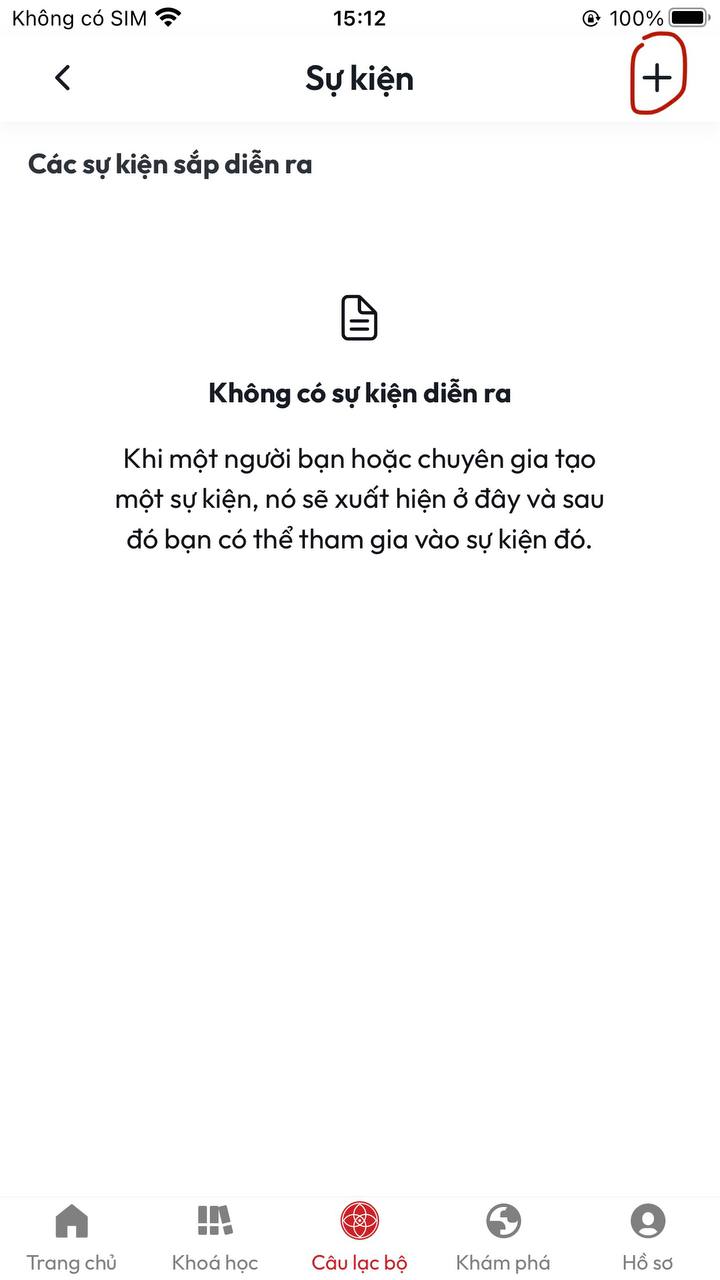 Không có SIM 15:12 100%
Sự kiện
Các sự kiện sắp diễn ra
Không có sự kiện diễn ra
Khi một người bạn hoặc chuyên gia tạo
một sự kiện, nó sẽ xuất hiện ở đây và sau
đó bạn có thể tham gia vào sự kiện đó.
Trang chủ Khoá học Câu lạc bộ Khám phá Hồ sơ